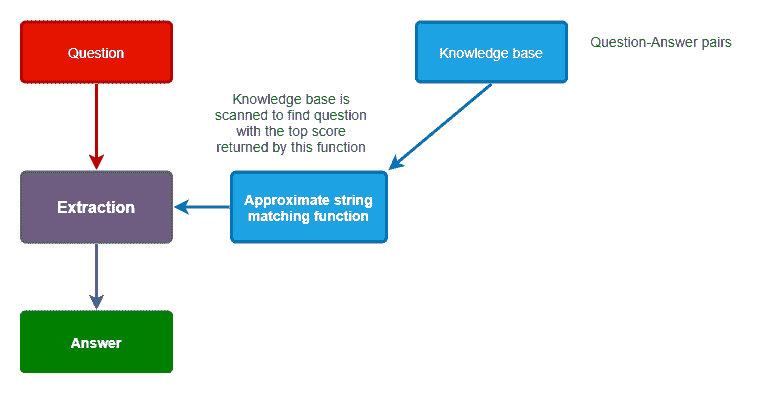 Question
Knowledge base
Question-Answer pairs
Knowledge base is
scanned to find question
with the top score
returned by this function
Extraction
Approximate string
matching function
Answer